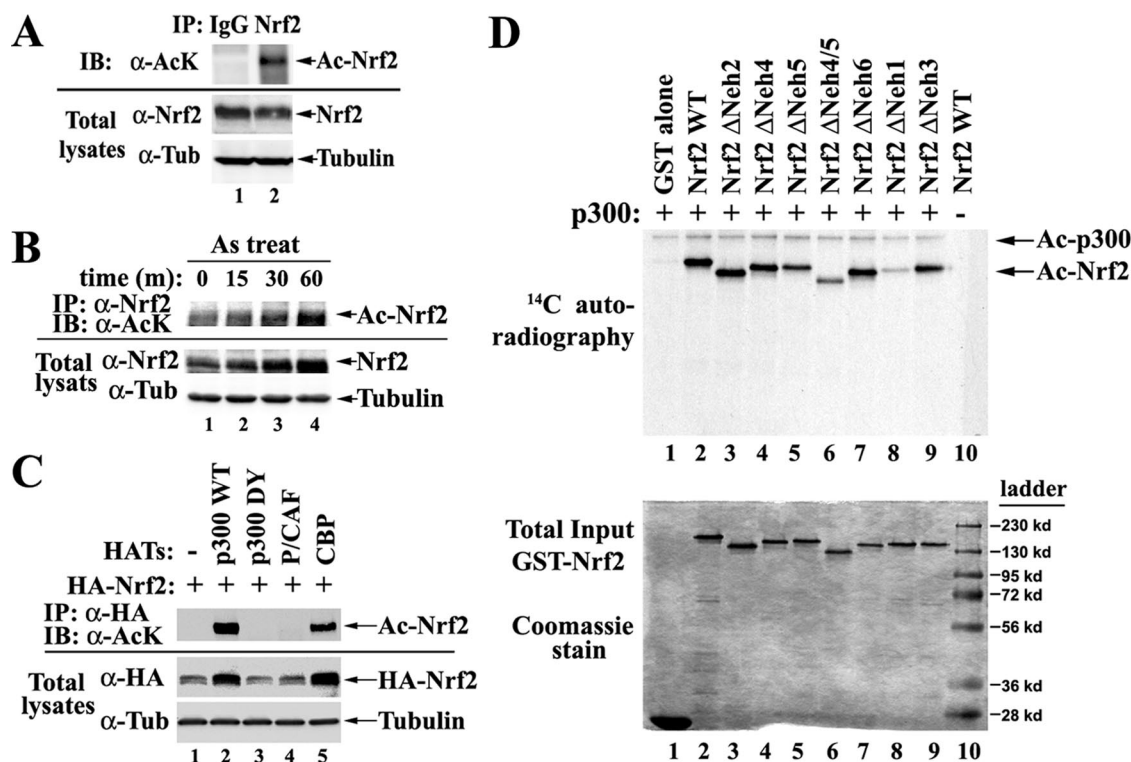 A
IP: IgG Nrf2
IB: α-AcK Ac-Nrf2
Total lysates
α-Nrf2 Nrf2
α-Tub Tubulin
1 2
B
As treat
time (m): 0 15 30 60
IP: α-Nrf2
IB: α-AcK
Ac-Nrf2
Total lysats
α-Nrf2 Nrf2
α-Tub Tubulin
1 2 3 4
C
HATs: - p300 WT p300 DY P/CAF CBP
HA-Nrf2: + + + + +
IP: α-HA
IB: α-AcK
Ac-Nrf2
Total lysates
α-HA HA-Nrf2
α-Tub Tubulin
1 2 3 4 5
D
GST alone
Nrf2 WT
Nrf2 ΔNeh2
Nrf2 ΔNeh4
Nrf2 ΔNeh5
Nrf2 ΔNeh4/5
Nrf2 ΔNeh6
Nrf2 ΔNeh1
Nrf2 ΔNeh3
Nrf2 WT
p300: + + + + + + + + + -
Ac-p300
Ac-Nrf2
¹⁴C auto-
radiography
1 2 3 4 5 6 7 8 9 10
ladder
Total Input
GST-Nrf2
Coomassie
stain
230 kd
130 kd
95 kd
72 kd
56 kd
36 kd
28 kd
1 2 3 4 5 6 7 8 9 10